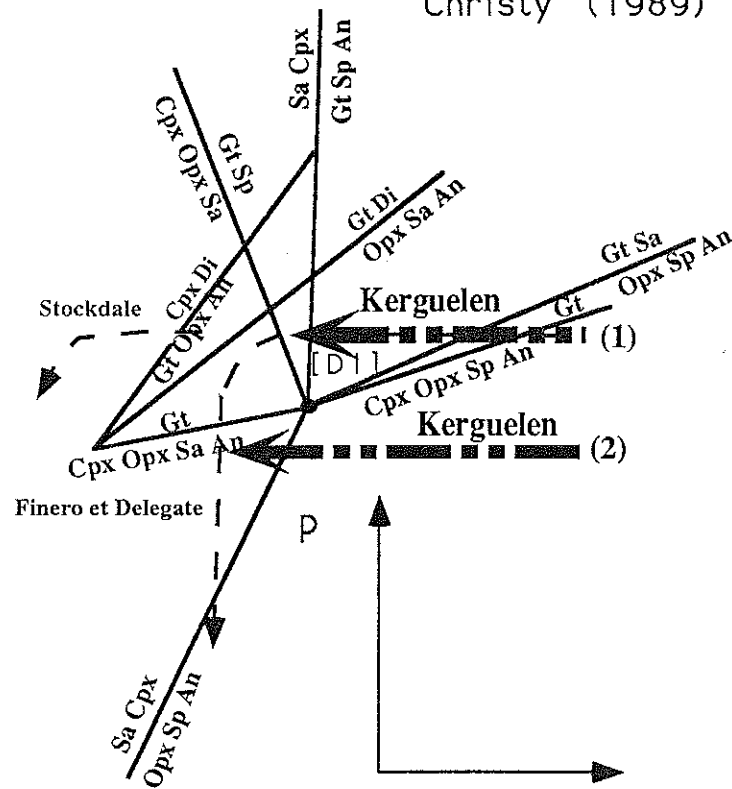 Christy (1989)
Sa Cpx
Gt Sp An
Cpx Opx Sa
Gt Sp
Gt Di
Opx Sa An
Cpx Di
Gt Opx An
Gt Sa
Opx Sp An
Stockdale
Kerguelen
Gt
(1)
[DI]
Cpx Opx Sp An
Gt
Cpx Opx Sa An
Kerguelen
(2)
Finero et Delegate
P
Sa Cpx
Opx Sp An